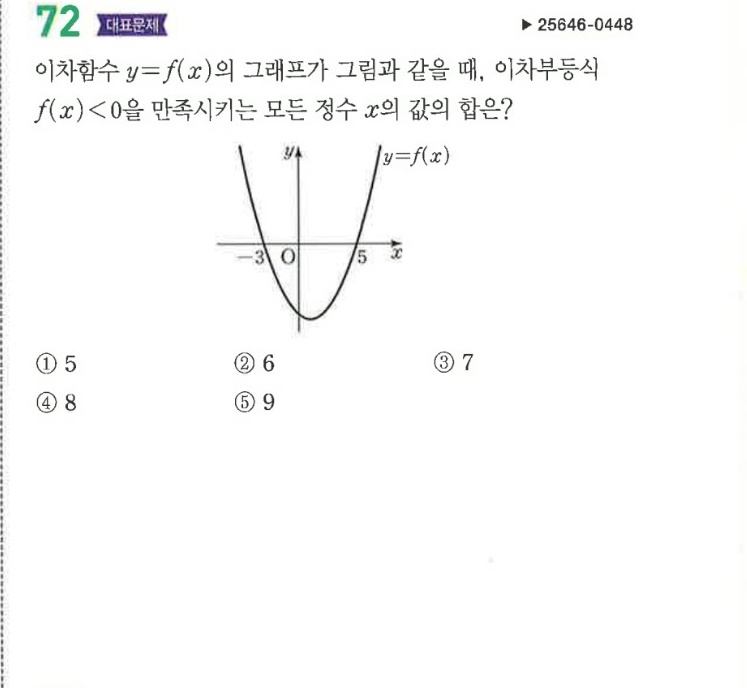 72 대표문제 ▶ 25646-0448
이차함수 y=f(x)의 그래프가 그림과 같을 때, 이차부등식
f(x)<0을 만족시키는 모든 정수 x의 값의 합은?
y y=f(x)
-3 O 5 x
① 5 ② 6 ③ 7
④ 8 ⑤ 9